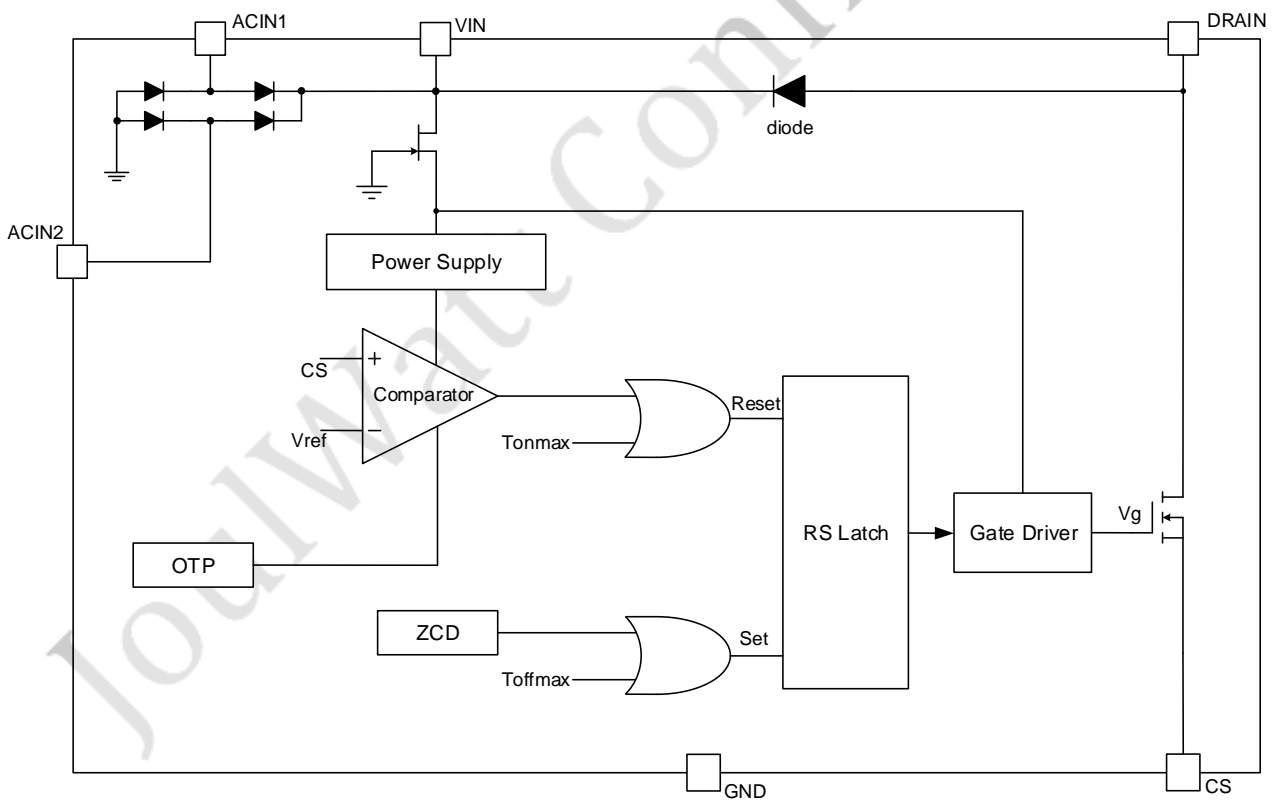 ACIN1
VIN
DRAIN
diode
ACIN2
Power Supply
CS
+
Comparator
Vref
−
Reset
Tonmax
RS Latch
Vg
Gate Driver
OTP
ZCD
Set
Toffmax
GND
CS
JoulWatt